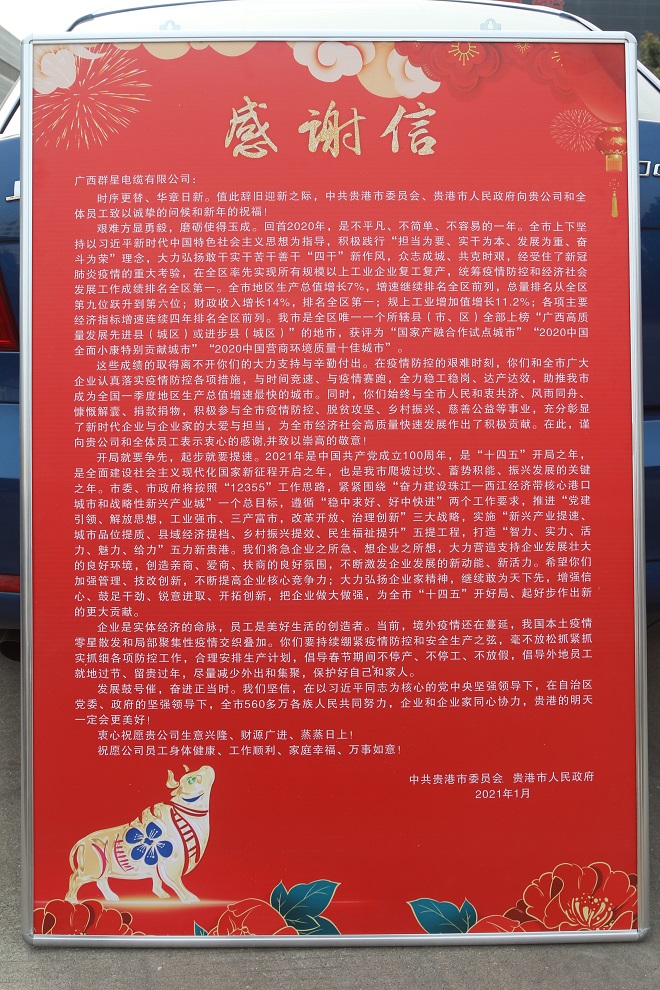 感谢信
广西群星电缆有限公司：
时序更替、华章日新。值此辞旧迎新之际，中共贵港市委员会、贵港市人民政府向贵公司和全
体员工致以诚挚的问候和新年的祝福！
艰难方显勇毅，磨砺使得玉成。回首2020年，是不平凡、不简单、不容易的一年。全市上下坚
持以习近平新时代中国特色社会主义思想为指导，积极践行“担当为要、实干为本、发展为重、奋
斗为荣”理念，大力弘扬敢干实干苦干善干“四干”新作风，众志成城、共克时艰，经受住了新冠
肺炎疫情的重大考验，在全区率先实现所有规模以上工业企业复工复产，统筹疫情防控和经济社会
发展工作成绩排名全区第一。全市地区生产总值增长7%，增速继续排名全区前列，总量排名从全区
第九位跃升到第六位；财政收入增长14%，排名全区第一；规上工业增加值增长11.2%；各项主要
经济指标增速连续四年排名全区前列。我市是全区唯一一个所辖县（市、区）全部上榜“广西高质
量发展先进县（城区）或进步县（城区）”的地市，获评为“国家产融合作试点城市”“2020中国
全面小康特别贡献城市”“2020中国营商环境质量十佳城市”。
这些成绩的取得离不开你们的大力支持与辛勤付出。在疫情防控的艰难时刻，你们和全市广大
企业认真落实疫情防控各项措施，与时间竞速、与疫情赛跑，全力稳工稳岗、达产达效，助推我市
成为全国一季度地区生产总值增速最快的城市。同时，你们始终与全市人民和衷共济、风雨同舟、
慷慨解囊、捐款捐物，积极参与全市疫情防控、脱贫攻坚、乡村振兴、慈善公益等事业，充分彰显
了新时代企业与企业家的大爱与担当，为全市经济社会高质量快速发展作出了积极贡献。在此，谨
向贵公司和全体员工表示衷心的感谢,并致以崇高的敬意！
开局就要争先，起步就要提速。2021年是中国共产党成立100周年，是“十四五”开局之年，
是全面建设社会主义现代化国家新征程开启之年，也是我市爬坡过坎、蓄势积能、振兴发展的关键
之年。市委、市政府将按照“12355”工作思路，紧紧围绕“奋力建设珠江一西江经济带核心港口
城市和战略性新兴产业城”一个总目标，遵循“稳中求好、好中快进”两个工作要求，推进“党建
引领、解放思想，工业强市、三产富市，改革开放、治理创新”三大战略，实施“新兴产业提速、
城市品位提质、县域经济提档、乡村振兴提效、民生福祉提升”五提工程，打造“智力、实力、活
力、魅力、给力”五力新贵港。我们将急企业之所急、想企业之所想，大力营造支持企业发展壮大
的良好环境，创造亲商、爱商、扶商的良好氛围，不断激发企业发展的新动能、新活力。希望你们
加强管理、技改创新，不断提高企业核心竞争力；大力弘扬企业家精神，继续敢为天下先，增强信
心、鼓足干劲、锐意进取、开拓创新，把企业做大做强，为全市“十四五”开好局、起好步作出新
的更大贡献。
企业是实体经济的命脉，员工是美好生活的创造者。当前，境外疫情还在蔓延，我国本土疫情
零星散发和局部聚集性疫情交织叠加。你们要持续绷紧疫情防控和安全生产之弦，毫不放松抓紧抓
实抓细各项防控工作，合理安排生产计划，倡导春节期间不停产、不停工、不放假，倡导外地员工
就地过节、留贵过年，尽量减少外出和集聚，保护好自己和家人。
发展鼓号催，奋进正当时。我们坚信，在以习近平同志为核心的党中央坚强领导下，在自治区
党委、政府的坚强领导下，全市560多万各族人民共同努力，企业和企业家同心协力，贵港的明天
一定会更美好！
衷心祝愿贵公司生意兴隆、财源广进、蒸蒸日上！
祝愿公司员工身体健康、工作顺利、家庭幸福、万事如意！
中共贵港市委员会 贵港市人民政府
2021年1月